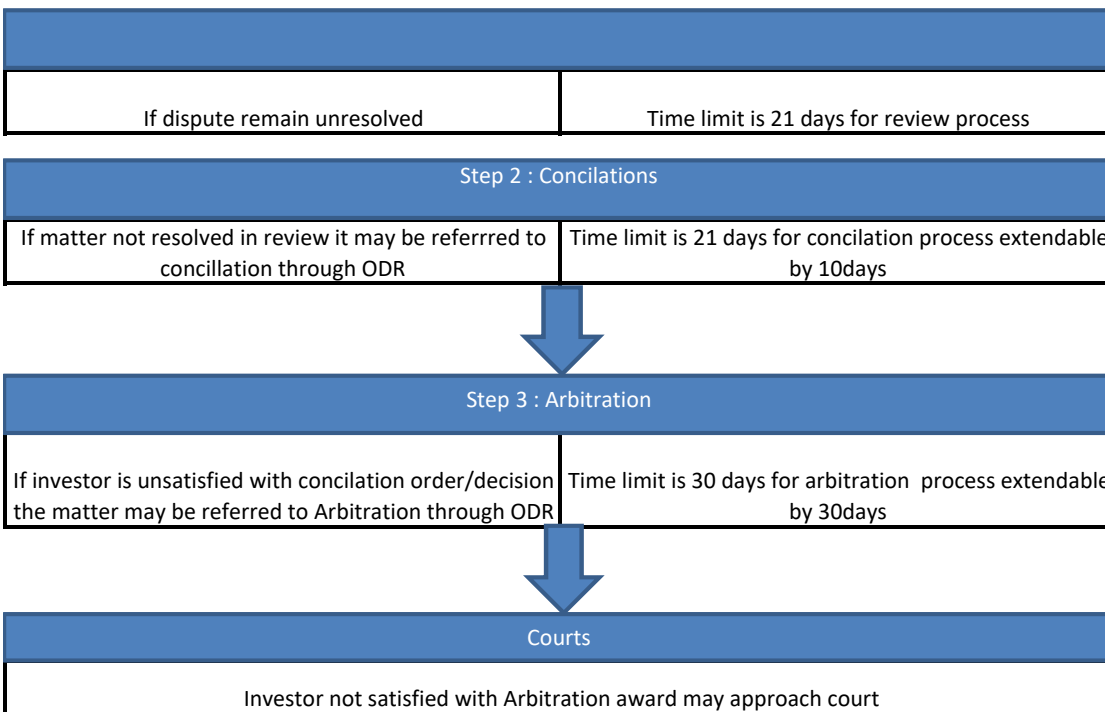 If dispute remain unresolved
Time limit is 21 days for review process
Step 2 : Concilations
If matter not resolved in review it may be referrred to
concillation through ODR
Time limit is 21 days for concilation process extendable
by 10days
Step 3 : Arbitration
If investor is unsatisfied with concilation order/decision
the matter may be referred to Arbitration through ODR
Time limit is 30 days for arbitration  process extendable
by 30days
Courts
Investor not satisfied with Arbitration award may approach court